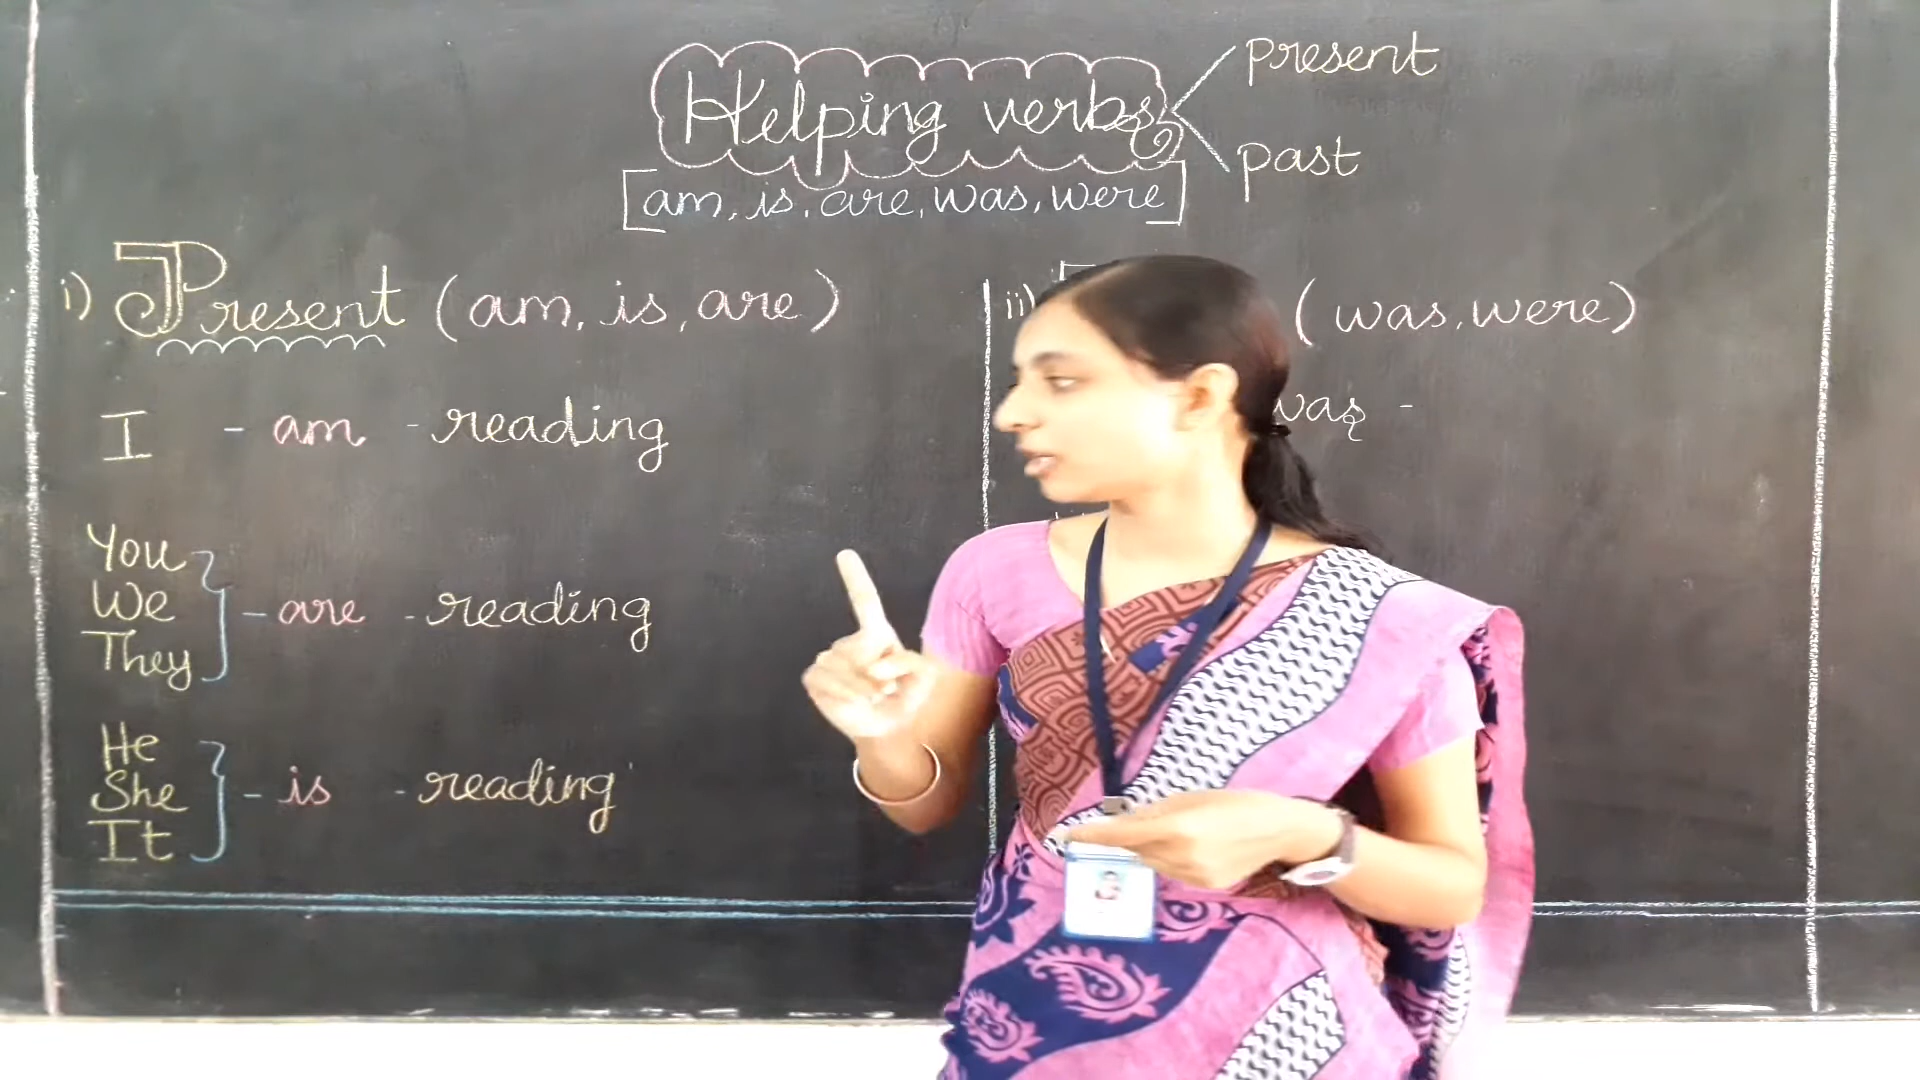 Helping verbs
present
past
[am, is, are, was, were]
i) Present (am, is, are)
I - am - reading
You
We
They
} - are - reading
He
She
It
} - is - reading
ii)
(was, were)
was -